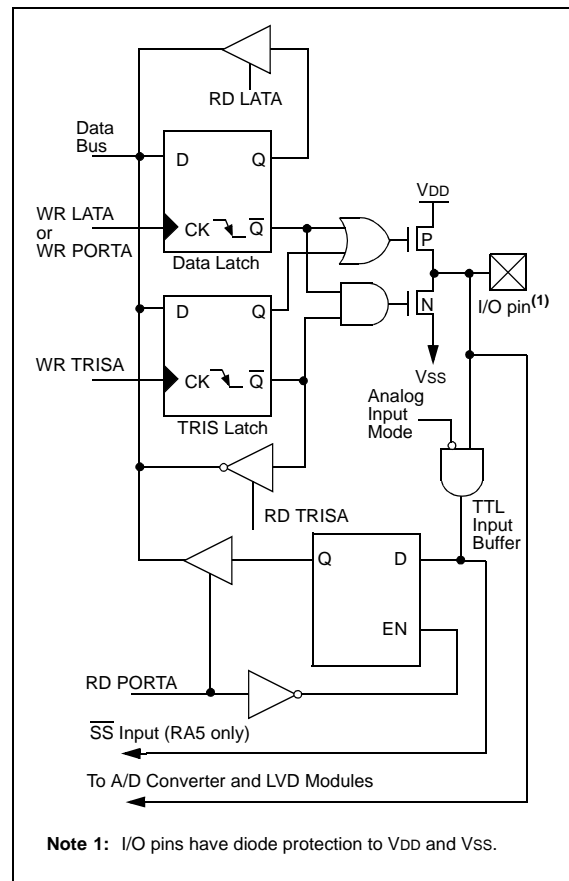 RD LATA
Data
Bus
D
Q
VDD
WR LATA
or
WR PORTA
CK
Q̅
P
Data Latch
I/O pin(1)
N
D
Q
WR TRISA
CK
Q̅
VSS
Analog
Input
Mode
TRIS Latch
TTL
Input
Buffer
RD TRISA
Q
D
EN
RD PORTA
S̅S̅ Input (RA5 only)
To A/D Converter and LVD Modules
Note 1: I/O pins have diode protection to VDD and VSS.